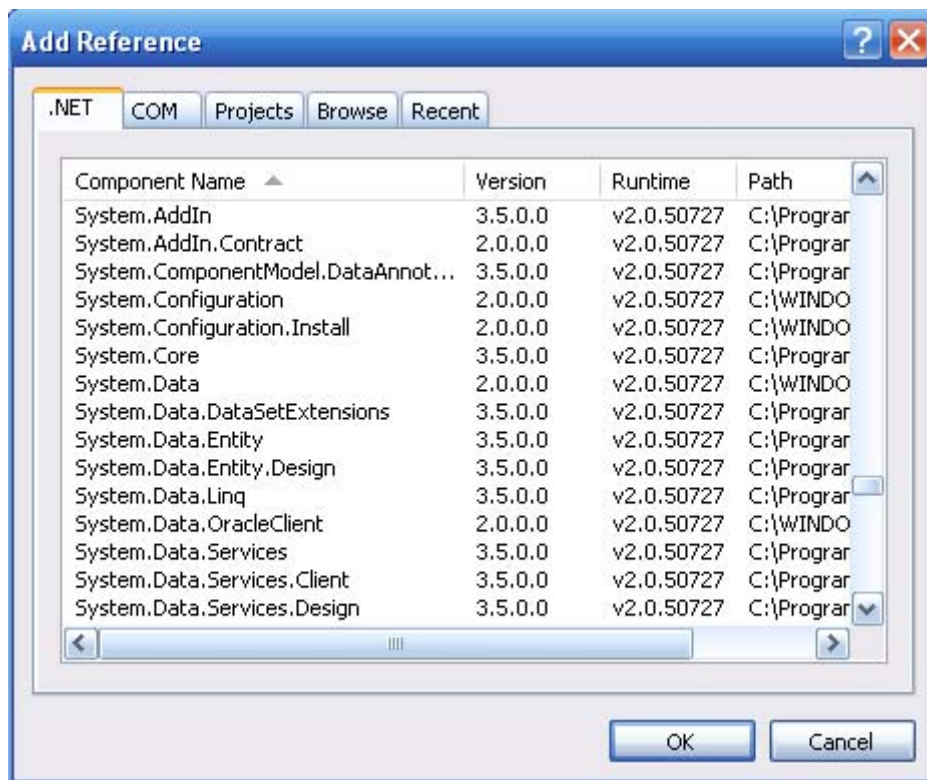 Add Reference
.NET COM Projects Browse Recent
Component Name Version Runtime Path
System.AddIn 3.5.0.0 v2.0.50727 C:\Prograr
System.AddIn.Contract 2.0.0.0 v2.0.50727 C:\Prograr
System.ComponentModel.DataAnnot... 3.5.0.0 v2.0.50727 C:\Prograr
System.Configuration 2.0.0.0 v2.0.50727 C:\WINDO
System.Configuration.Install 2.0.0.0 v2.0.50727 C:\WINDO
System.Core 3.5.0.0 v2.0.50727 C:\Prograr
System.Data 2.0.0.0 v2.0.50727 C:\WINDO
System.Data.DataSetExtensions 3.5.0.0 v2.0.50727 C:\Prograr
System.Data.Entity 3.5.0.0 v2.0.50727 C:\Prograr
System.Data.Entity.Design 3.5.0.0 v2.0.50727 C:\Prograr
System.Data.Linq 3.5.0.0 v2.0.50727 C:\Prograr
System.Data.OracleClient 2.0.0.0 v2.0.50727 C:\WINDO
System.Data.Services 3.5.0.0 v2.0.50727 C:\Prograr
System.Data.Services.Client 3.5.0.0 v2.0.50727 C:\Prograr
System.Data.Services.Design 3.5.0.0 v2.0.50727 C:\Prograr
OK Cancel